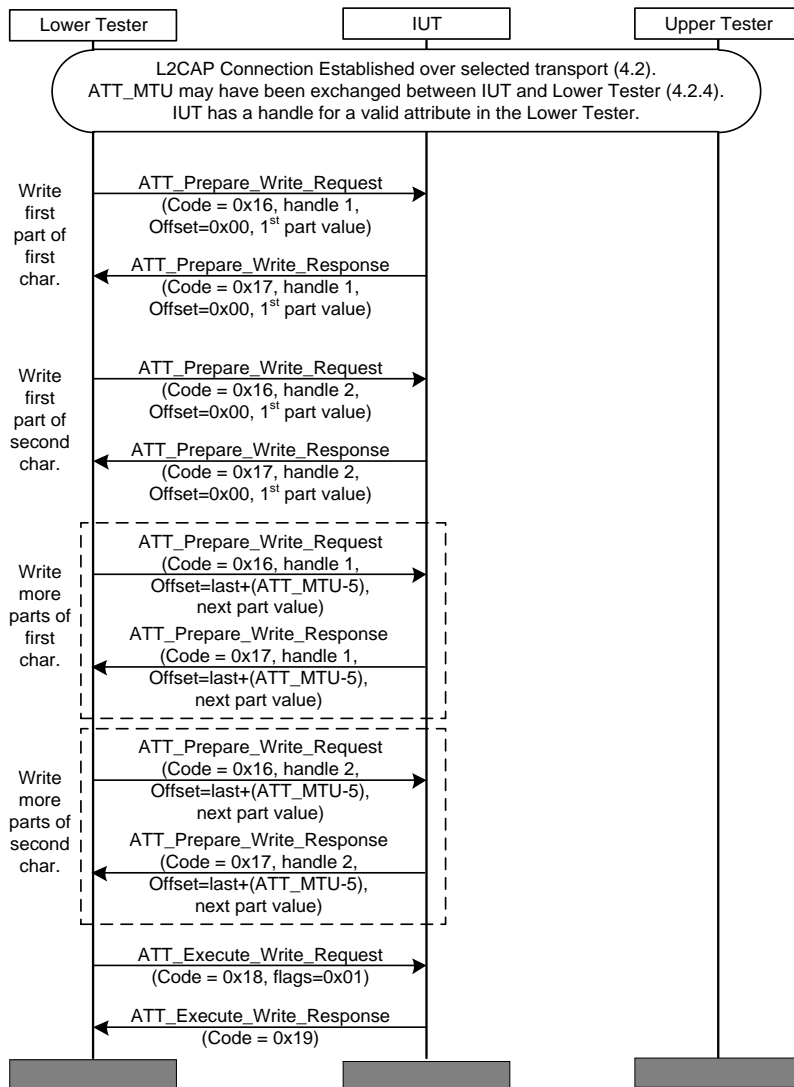 Lower Tester
IUT
Upper Tester
L2CAP Connection Established over selected transport (4.2).
ATT_MTU may have been exchanged between IUT and Lower Tester (4.2.4).
IUT has a handle for a valid attribute in the Lower Tester.
Write
first
part of
first
char.
ATT_Prepare_Write_Request
(Code = 0x16, handle 1,
Offset=0x00, 1st part value)
ATT_Prepare_Write_Response
(Code = 0x17, handle 1,
Offset=0x00, 1st part value)
Write
first
part of
second
char.
ATT_Prepare_Write_Request
(Code = 0x16, handle 2,
Offset=0x00, 1st part value)
ATT_Prepare_Write_Response
(Code = 0x17, handle 2,
Offset=0x00, 1st part value)
Write
more
parts of
first
char.
ATT_Prepare_Write_Request
(Code = 0x16, handle 1,
Offset=last+(ATT_MTU-5),
next part value)
ATT_Prepare_Write_Response
(Code = 0x17, handle 1,
Offset=last+(ATT_MTU-5),
next part value)
Write
more
parts of
second
char.
ATT_Prepare_Write_Request
(Code = 0x16, handle 2,
Offset=last+(ATT_MTU-5),
next part value)
ATT_Prepare_Write_Response
(Code = 0x17, handle 2,
Offset=last+(ATT_MTU-5),
next part value)
ATT_Execute_Write_Request
(Code = 0x18, flags=0x01)
ATT_Execute_Write_Response
(Code = 0x19)